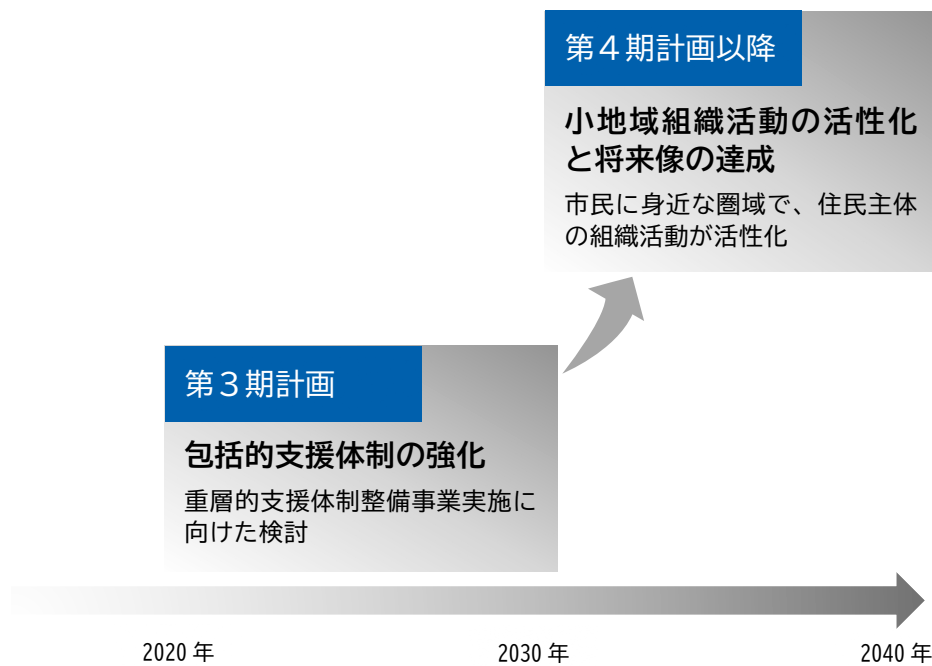 第４期計画以降
小地域組織活動の活性化
と将来像の達成
市民に身近な圏域で、住民主体
の組織活動が活性化
第３期計画
包括的支援体制の強化
重層的支援体制整備事業実施に
向けた検討
2020 年
2030 年
2040 年